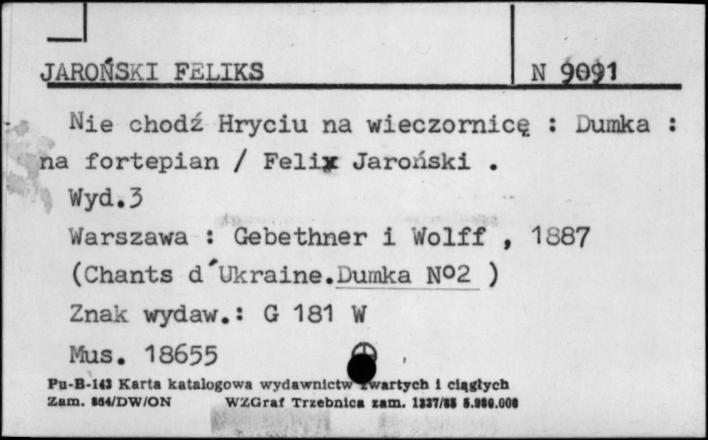 JAROŃSKI FELIKS
N 9091
Nie chodź Hryciu na wieczornicę : Dumka :
na fortepian / Felix Jaroński .
Wyd.3
Warszawa : Gebethner i Wolff , 1887
(Chants d´Ukraine.Dumka Nº2 )
Znak wydaw.: G 181 W
Mus. 18655
Pu-B-143 Karta katalogowa wydawnictw zwartych i ciągłych
Zam. 864/DW/ON WZGraf Trzebnica zam. 1337/85 5.980.000